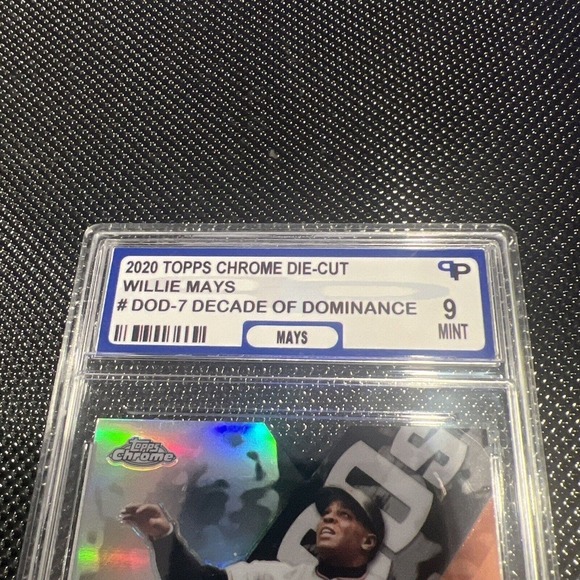 2020 TOPPS CHROME DIE-CUT
WILLIE MAYS
# DOD-7 DECADE OF DOMINANCE
9
MINT
MAYS
Topps
Chrome